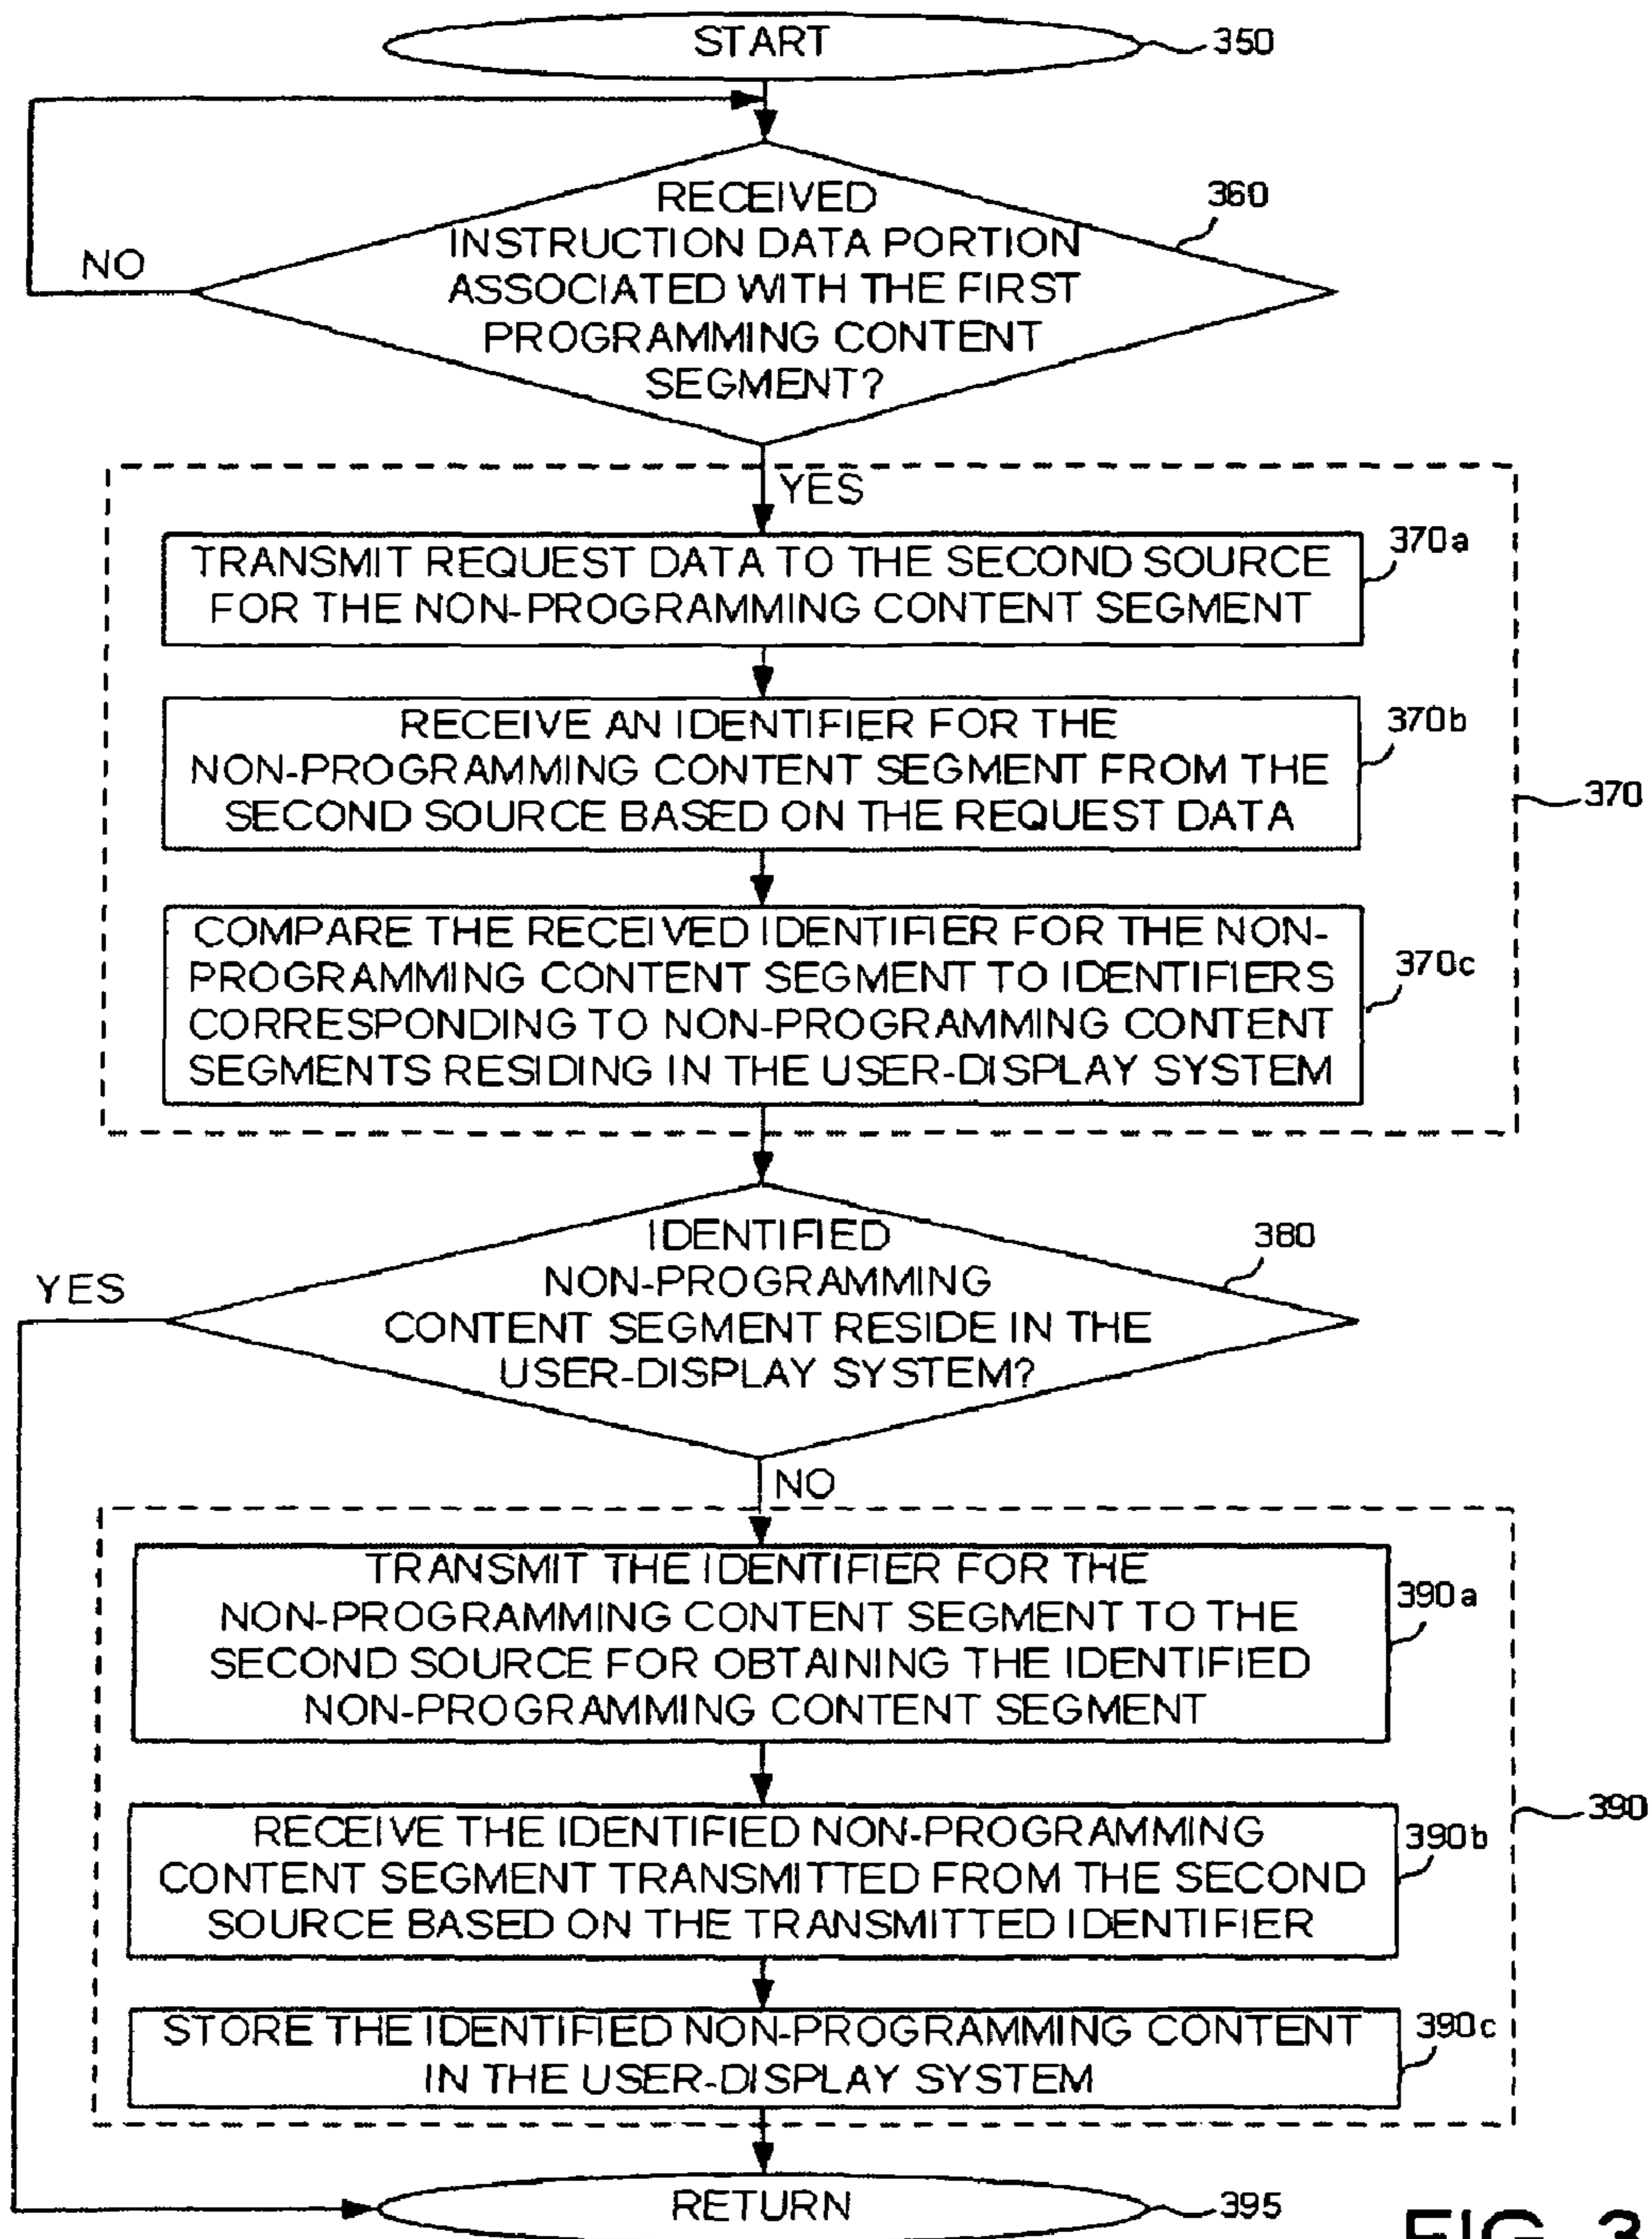 START
350
RECEIVED
INSTRUCTION DATA PORTION
ASSOCIATED WITH THE FIRST
PROGRAMMING CONTENT
SEGMENT?
360
NO
YES
TRANSMIT REQUEST DATA TO THE SECOND SOURCE
FOR THE NON-PROGRAMMING CONTENT SEGMENT
370a
RECEIVE AN IDENTIFIER FOR THE
NON-PROGRAMMING CONTENT SEGMENT FROM THE
SECOND SOURCE BASED ON THE REQUEST DATA
370b
370
COMPARE THE RECEIVED IDENTIFIER FOR THE NON-
PROGRAMMING CONTENT SEGMENT TO IDENTIFIERS
CORRESPONDING TO NON-PROGRAMMING CONTENT
SEGMENTS RESIDING IN THE USER-DISPLAY SYSTEM
370c
IDENTIFIED
NON-PROGRAMMING
CONTENT SEGMENT RESIDE IN THE
USER-DISPLAY SYSTEM?
380
YES
NO
TRANSMIT THE IDENTIFIER FOR THE
NON-PROGRAMMING CONTENT SEGMENT TO THE
SECOND SOURCE FOR OBTAINING THE IDENTIFIED
NON-PROGRAMMING CONTENT SEGMENT
390a
RECEIVE THE IDENTIFIED NON-PROGRAMMING
CONTENT SEGMENT TRANSMITTED FROM THE SECOND
SOURCE BASED ON THE TRANSMITTED IDENTIFIER
390b
390
STORE THE IDENTIFIED NON-PROGRAMMING CONTENT
IN THE USER-DISPLAY SYSTEM
390c
RETURN
395
FIG. 3